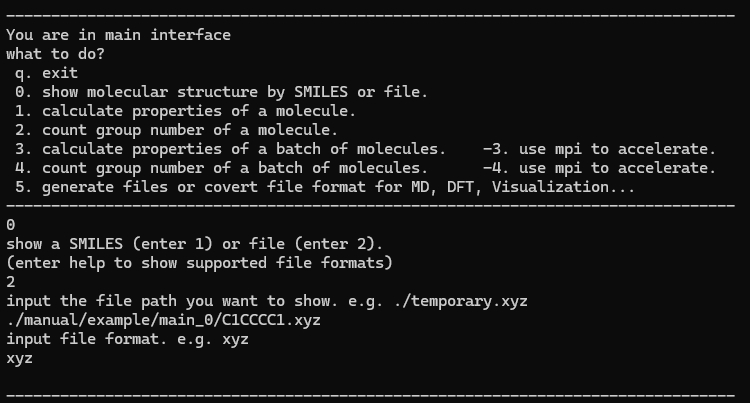 You are in main interface
what to do?
q. exit
0. show molecular structure by SMILES or file.
1. calculate properties of a molecule.
2. count group number of a molecule.
3. calculate properties of a batch of molecules.    -3. use mpi to accelerate.
4. count group number of a batch of molecules.      -4. use mpi to accelerate.
5. generate files or covert file format for MD, DFT, Visualization...
0
show a SMILES (enter 1) or file (enter 2).
(enter help to show supported file formats)
2
input the file path you want to show. e.g. ./temporary.xyz
./manual/example/main_0/C1CCCC1.xyz
input file format. e.g. xyz
xyz